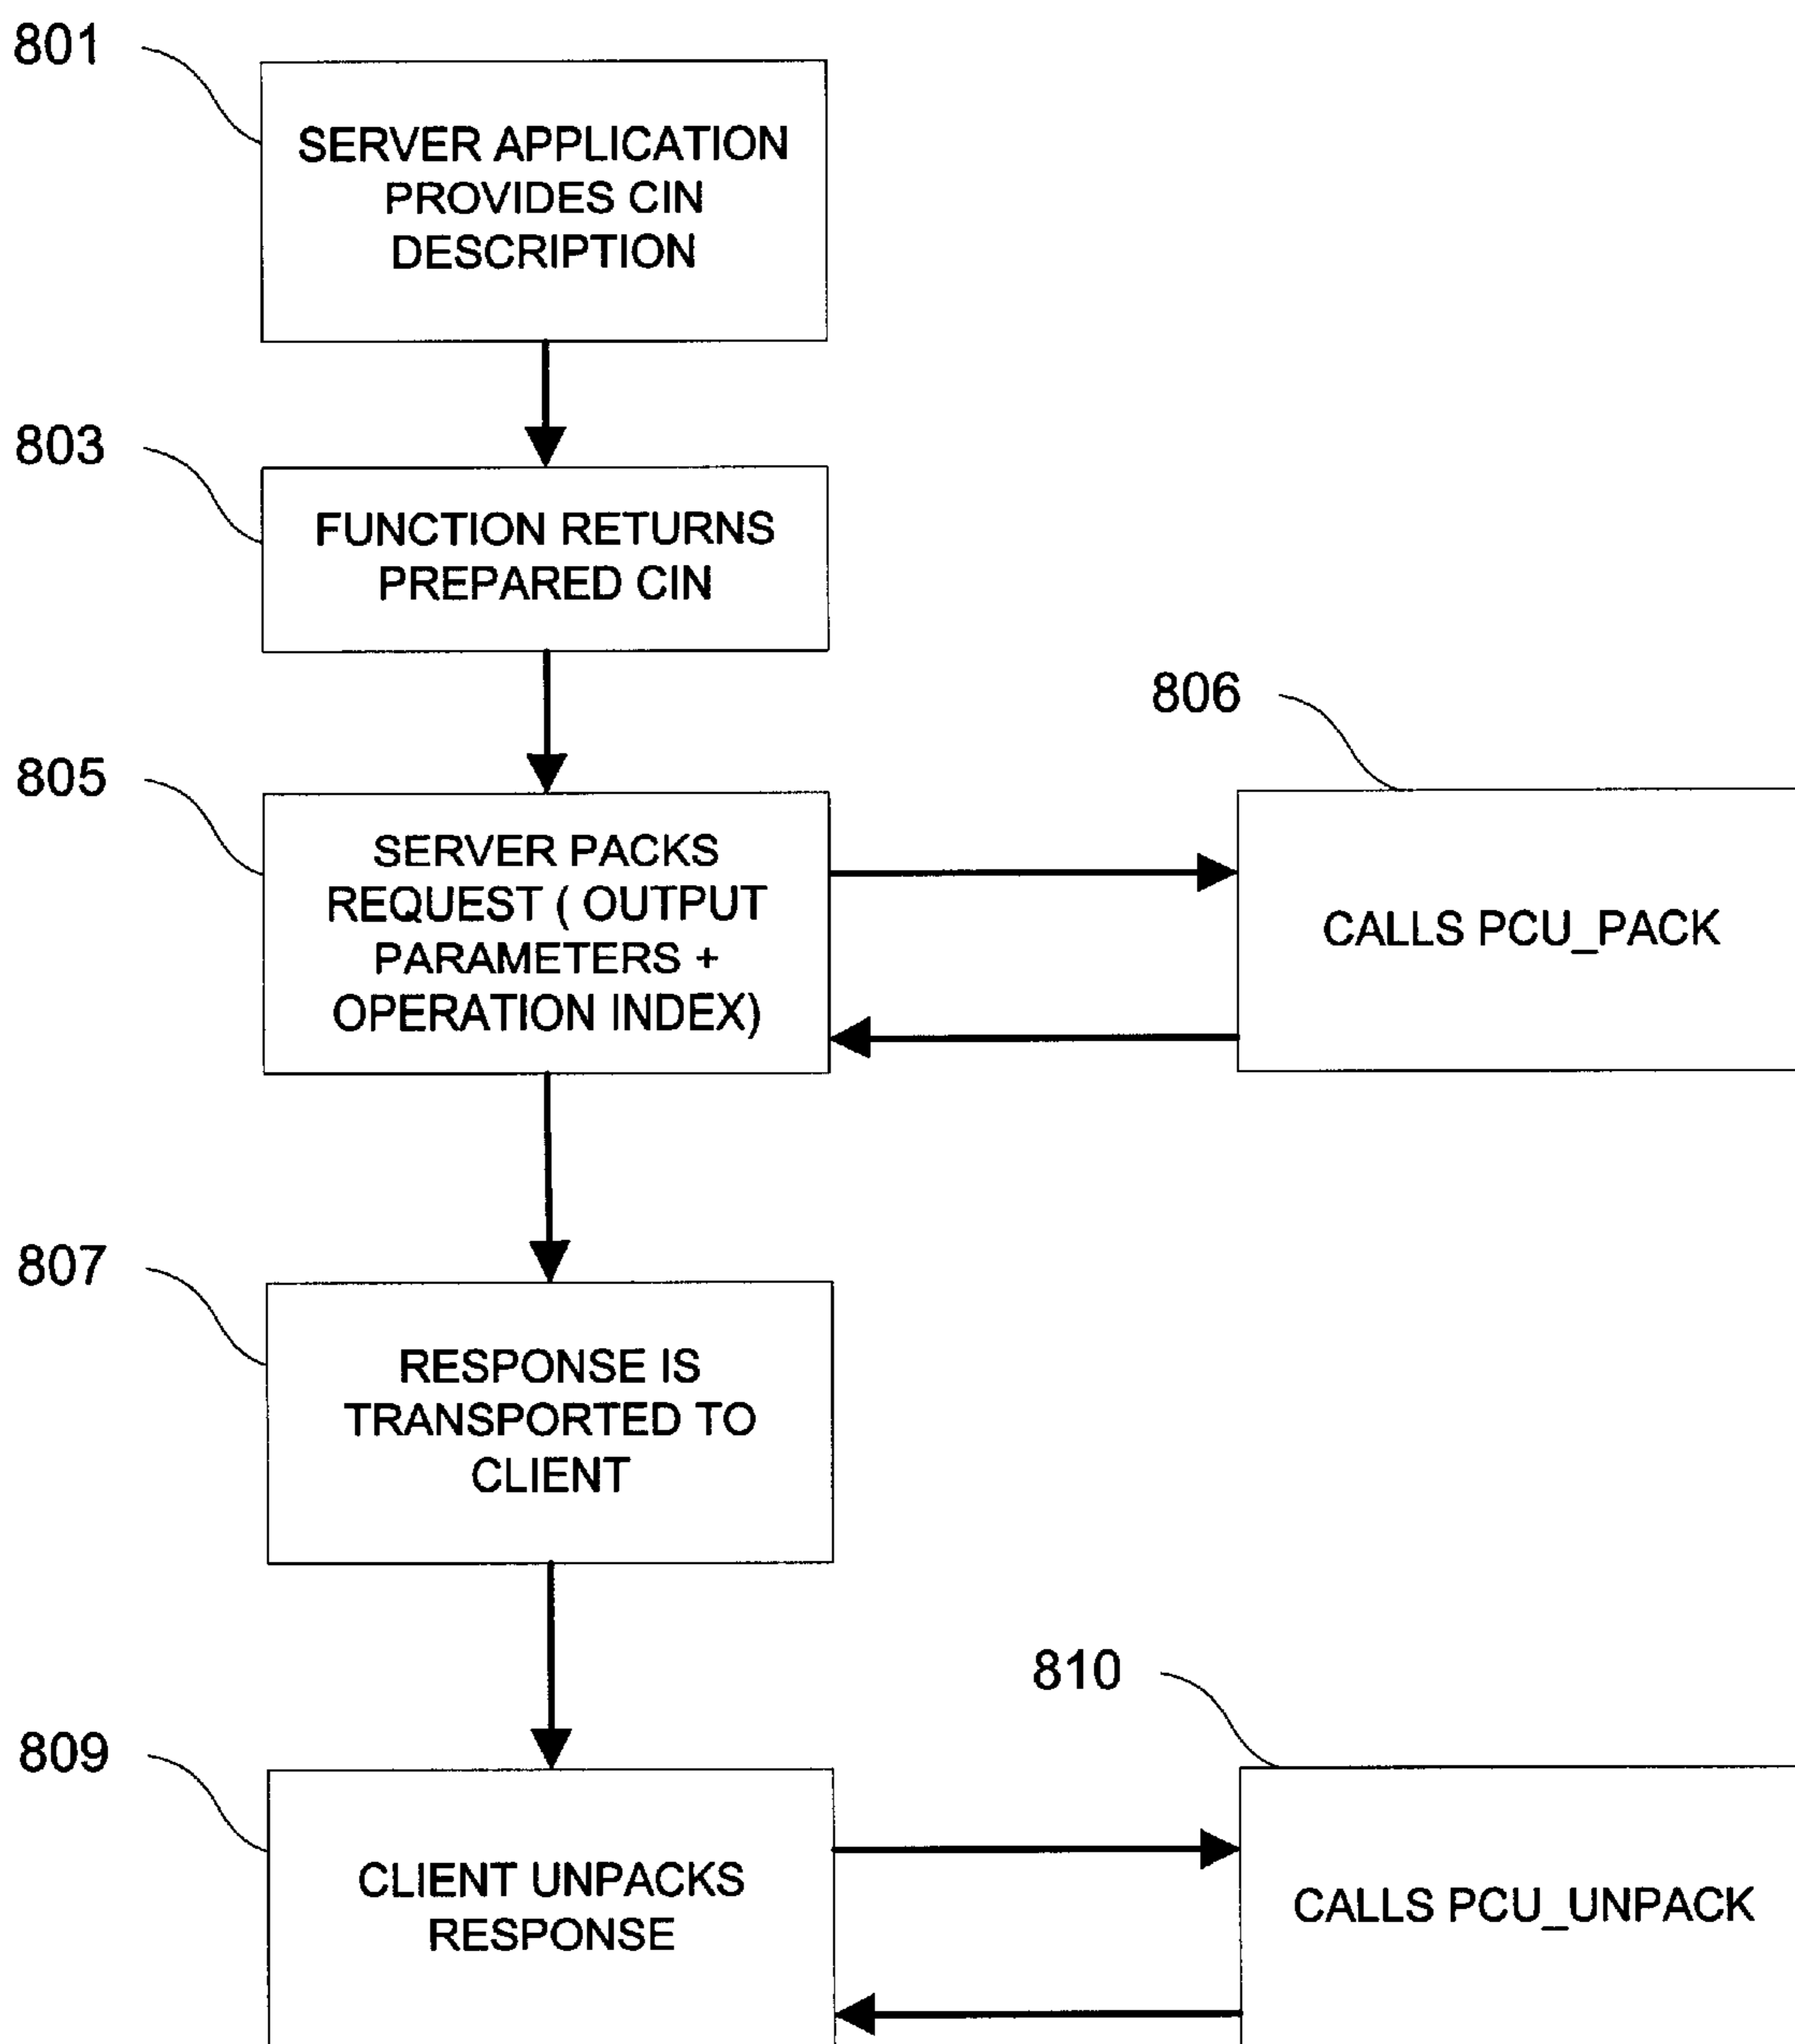 801
SERVER APPLICATION
PROVIDES CIN
DESCRIPTION
803
FUNCTION RETURNS
PREPARED CIN
805
SERVER PACKS
REQUEST ( OUTPUT
PARAMETERS +
OPERATION INDEX)
806
CALLS PCU_PACK
807
RESPONSE IS
TRANSPORTED TO
CLIENT
809
CLIENT UNPACKS
RESPONSE
810
CALLS PCU_UNPACK